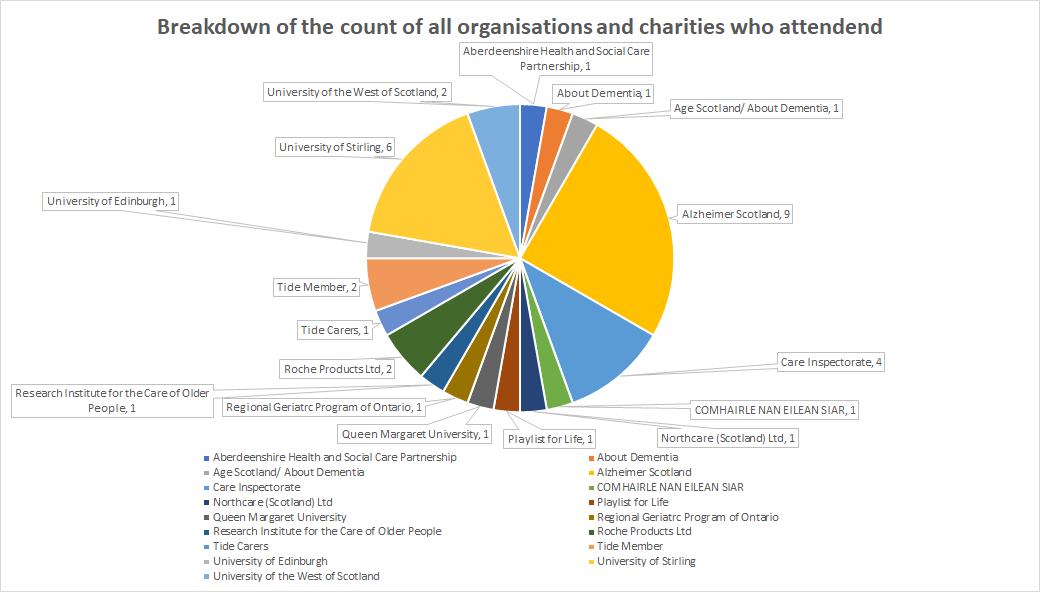 Breakdown of the count of all organisations and charities who attendend
Aberdeenshire Health and Social Care
Partnership, 1
About Dementia, 1
Age Scotland/ About Dementia, 1
Alzheimer Scotland, 9
Care Inspectorate, 4
COMHAIRLE NAN EILEAN SIAR, 1
Northcare (Scotland) Ltd, 1
Playlist for Life, 1
Queen Margaret University, 1
Regional Geriatrc Program of Ontario, 1
Research Institute for the Care of Older
People, 1
Roche Products Ltd, 2
Tide Carers, 1
Tide Member, 2
University of Edinburgh, 1
University of Stirling, 6
University of the West of Scotland, 2
Aberdeenshire Health and Social Care Partnership
About Dementia
Age Scotland/ About Dementia
Alzheimer Scotland
Care Inspectorate
COMHAIRLE NAN EILEAN SIAR
Northcare (Scotland) Ltd
Playlist for Life
Queen Margaret University
Regional Geriatrc Program of Ontario
Research Institute for the Care of Older People
Roche Products Ltd
Tide Carers
Tide Member
University of Edinburgh
University of Stirling
University of the West of Scotland